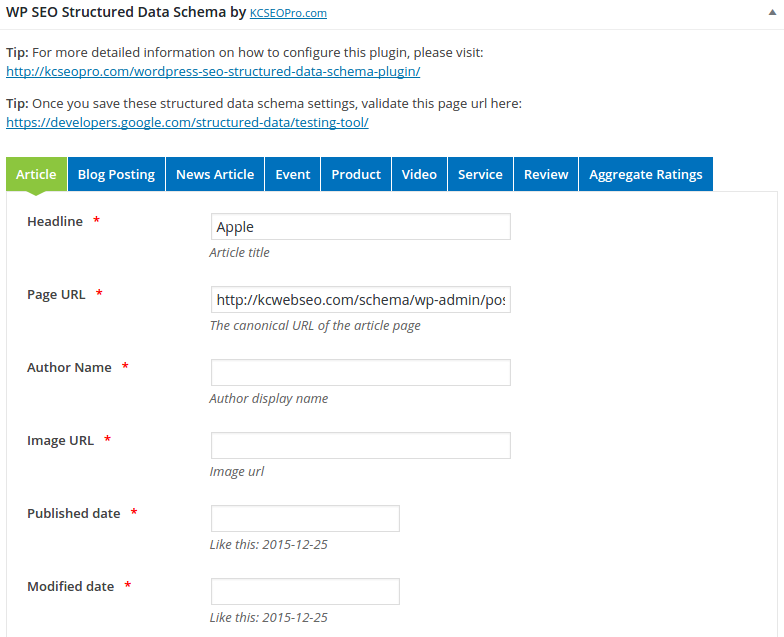 WP SEO Structured Data Schema by KCSEOPro.com
Tip: For more detailed information on how to configure this plugin, please visit:
http://kcseopro.com/wordpress-seo-structured-data-schema-plugin/
Tip: Once you save these structured data schema settings, validate this page url here:
https://developers.google.com/structured-data/testing-tool/
Article Blog Posting News Article Event Product Video Service Review Aggregate Ratings
Headline * Apple
Article title
Page URL * http://kcwebseo.com/schema/wp-admin/pos
The canonical URL of the article page
Author Name *
Author display name
Image URL *
Image url
Published date *
Like this: 2015-12-25
Modified date *
Like this: 2015-12-25